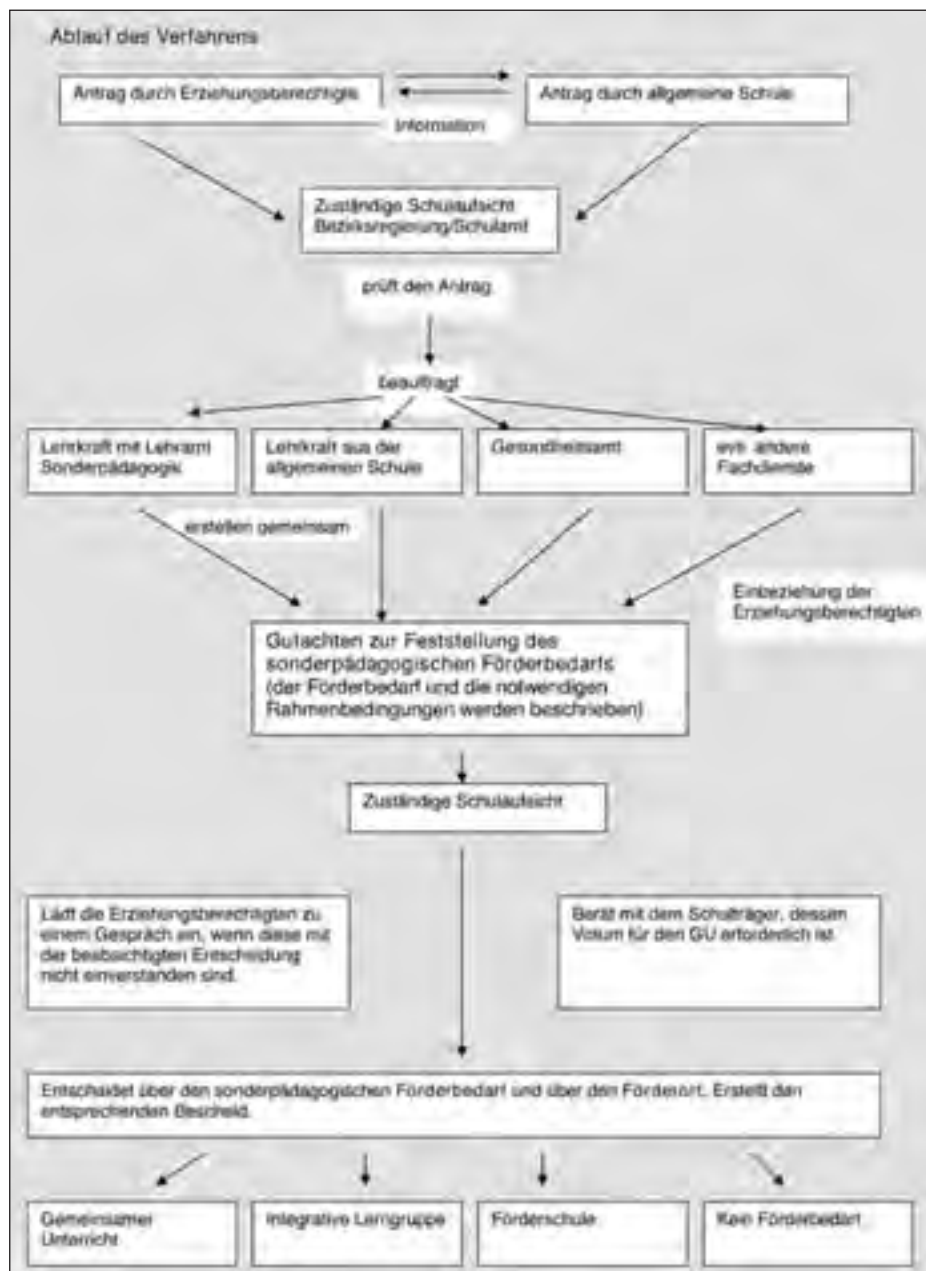 Ablauf des Verfahrens
Antrag durch Erziehungsberechtigte
Antrag durch allgemeine Schule
Information
Zuständige Schulaufsicht
Bezirksregierung/Schulamt
prüft den Antrag
beauftragt
Lehrkraft mit Lehramt
Sonderpädagogik
Lehrkraft aus der
allgemeinen Schule
Gesundheitsamt
evtl. andere
Fachdienste
erstellen gemeinsam
Einbeziehung der
Erziehungsberechtigten
Gutachten zur Feststellung des
sonderpädagogischen Förderbedarfs
(der Förderbedarf und die notwendigen
Rahmenbedingungen werden beschrieben)
Zuständige Schulaufsicht
Lädt die Erziehungsberechtigten zu
einem Gespräch ein, wenn diese mit
der beabsichtigten Entscheidung
nicht einverstanden sind.
Berät mit dem Schulträger, dessen
Votum für den GU erforderlich ist
Entscheidet über den sonderpädagogischen Förderbedarf und über den Förderort. Erstellt den
entsprechenden Bescheid.
Gemeinsamer
Unterricht
Integrative Lerngruppe
Förderschule
Kein Förderbedarf